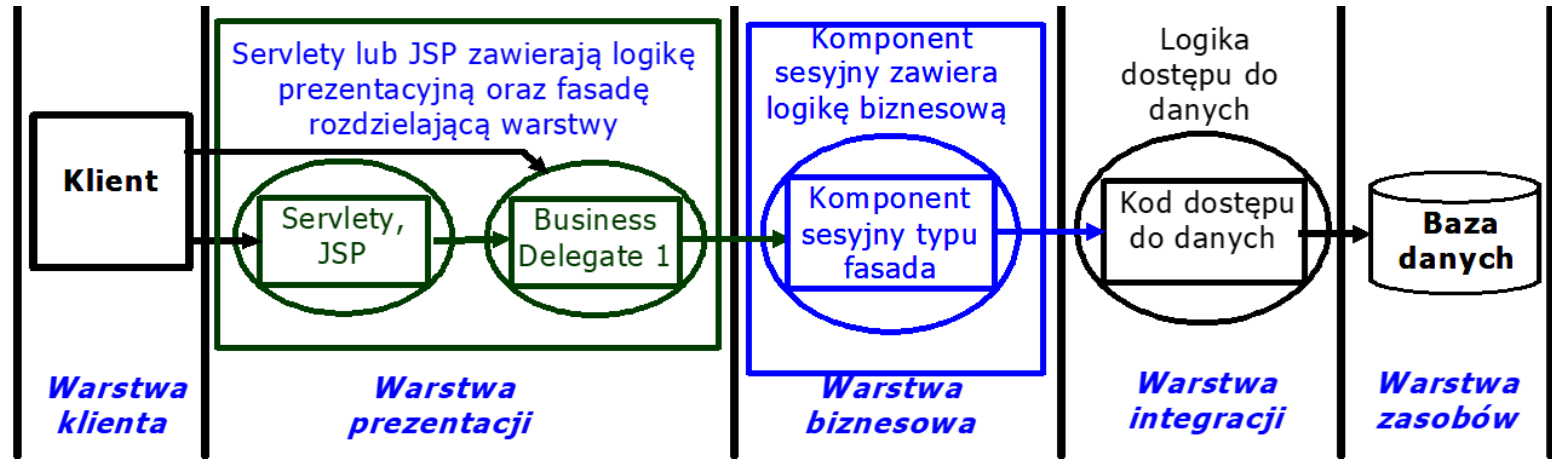 Servlety lub JSP zawierają logikę
prezentacyjną oraz fasadę
rozdzielającą warstwy
Komponent
sesyjny zawiera
logikę biznesową
Logika
dostępu do
danych
Klient
Servlety,
JSP
Business
Delegate 1
Komponent
sesyjny typu
fasada
Kod dostępu
do danych
Baza
danych
Warstwa
klienta
Warstwa
prezentacji
Warstwa
biznesowa
Warstwa
integracji
Warstwa
zasobów